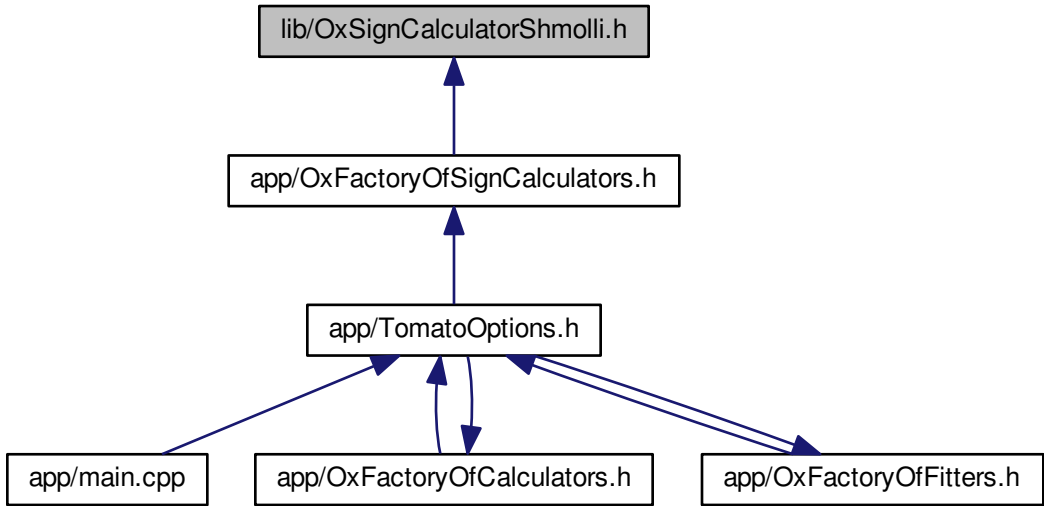 lib/OxSignCalculatorShmolli.h
app/OxFactoryOfSignCalculators.h
app/TomatoOptions.h
app/main.cpp
app/OxFactoryOfCalculators.h
app/OxFactoryOfFitters.h